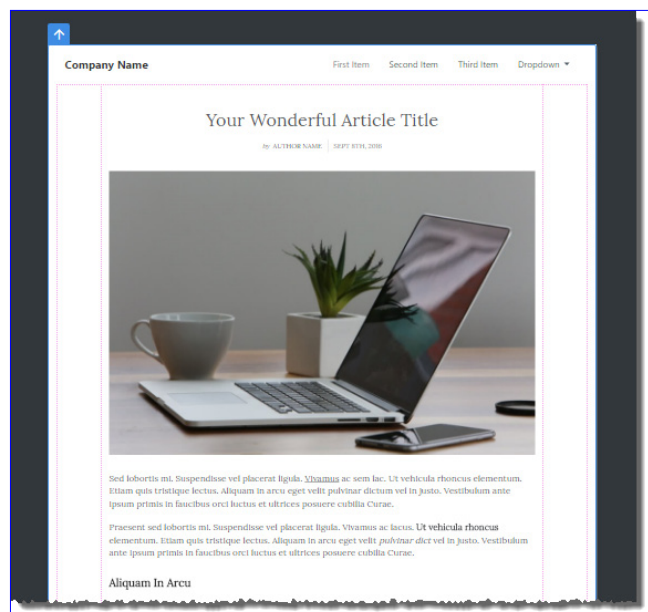 Company Name
First Item Second Item Third Item Dropdown
Your Wonderful Article Title
by AUTHOR NAME SEPT 8TH, 2018
Sed lobortis mi. Suspendisse vel placerat ligula. Vivamus ac sem lac. Ut vehicula rhoncus elementum.
Etiam quis tristique lectus. Aliquam in arcu eget velit pulvinar dictum vel in justo. Vestibulum ante
ipsum primis in faucibus orci luctus et ultrices posuere cubilia Curae.
Praesent sed lobortis mi. Suspendisse vel placerat ligula. Vivamus ac lacus. Ut vehicula rhoncus
elementum. Etiam quis tristique lectus. Aliquam in arcu eget velit pulvinar dict vel in justo. Vestibulum
ante ipsum primis in faucibus orci luctus et ultrices posuere cubilia Curae.
Aliquam In Arcu